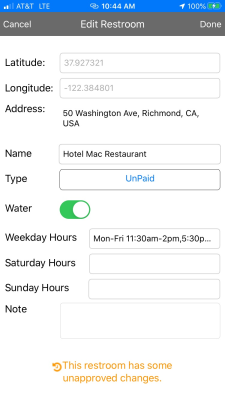 AT&T LTE 10:44 AM 100%
Cancel Edit Restroom Done
Latitude: 37.927321
Longitude: -122.384801
Address: 50 Washington Ave, Richmond, CA,
USA
Name Hotel Mac Restaurant
Type UnPaid
Water
Weekday Hours Mon-Fri 11:30am-2pm,5:30p...
Saturday Hours
Sunday Hours
Note
This restroom has some
unapproved changes.